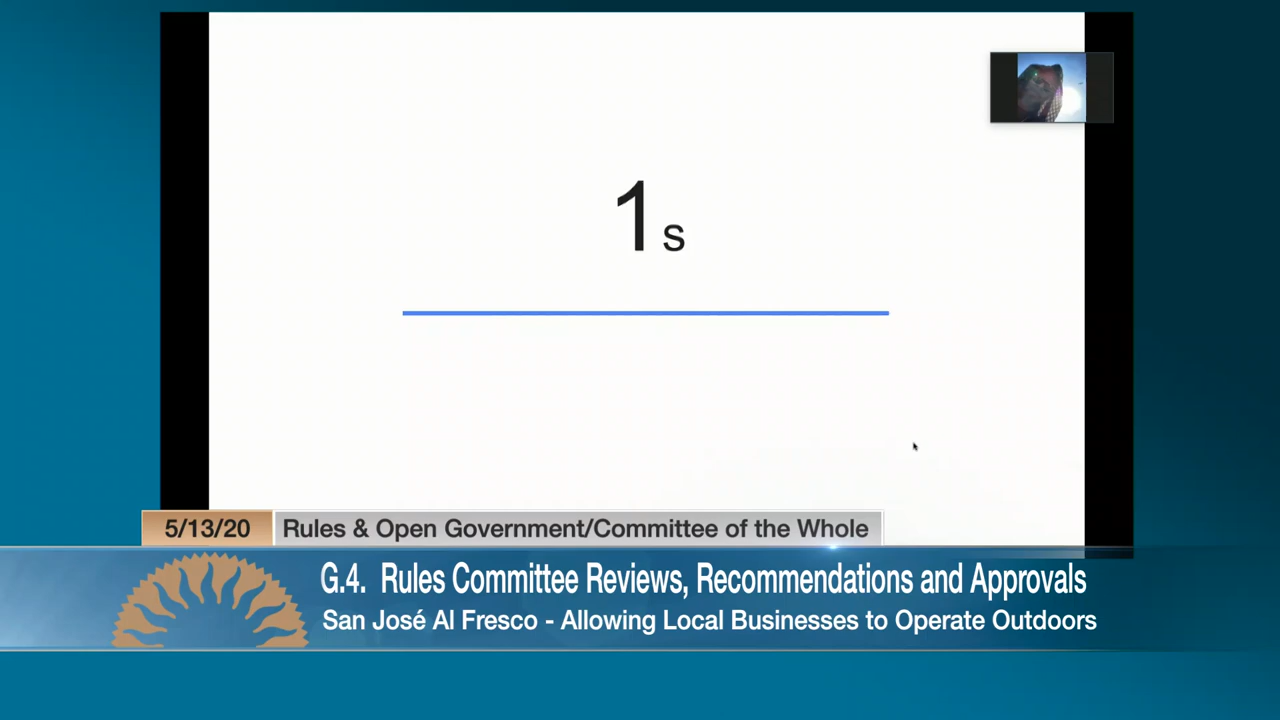 1 s
5/13/20
Rules & Open Government/Committee of the Whole
G.4. Rules Committee Reviews, Recommendations and Approvals
San José Al Fresco - Allowing Local Businesses to Operate Outdoors